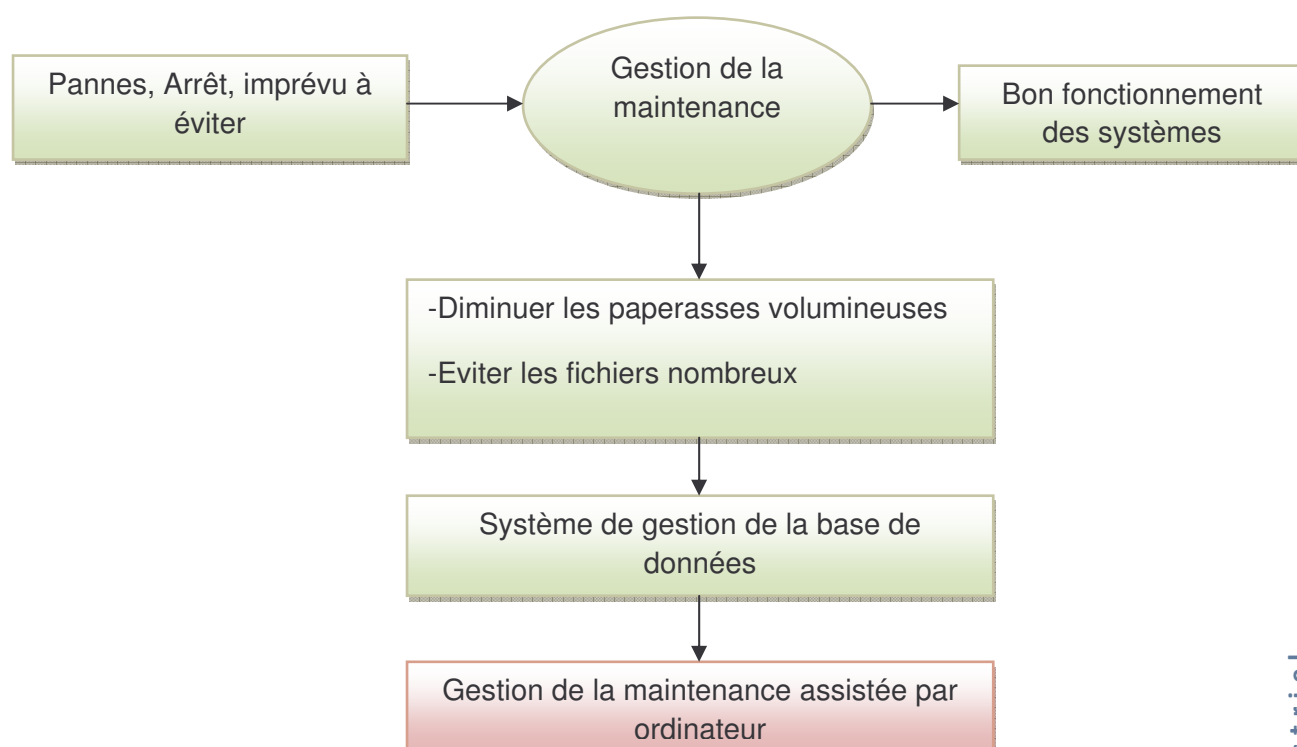 Pannes, Arrêt, imprévu à
éviter
Gestion de la
maintenance
Bon fonctionnement
des systèmes
-Diminuer les paperasses volumineuses
-Eviter les fichiers nombreux
Système de gestion de la base de
données
Gestion de la maintenance assistée par
ordinateur